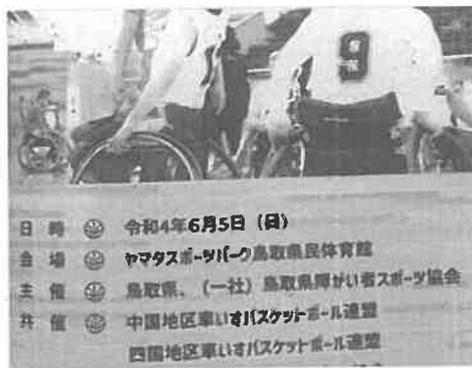 9
日時 令和4年6月5日（日）
会場 ヤマタスポーツパーク鳥取県民体育館
主催 鳥取県、（一社）鳥取県障がい者スポーツ協会
共催 中国地区車いすバスケットボール連盟
四国地区車いすバスケットボール連盟